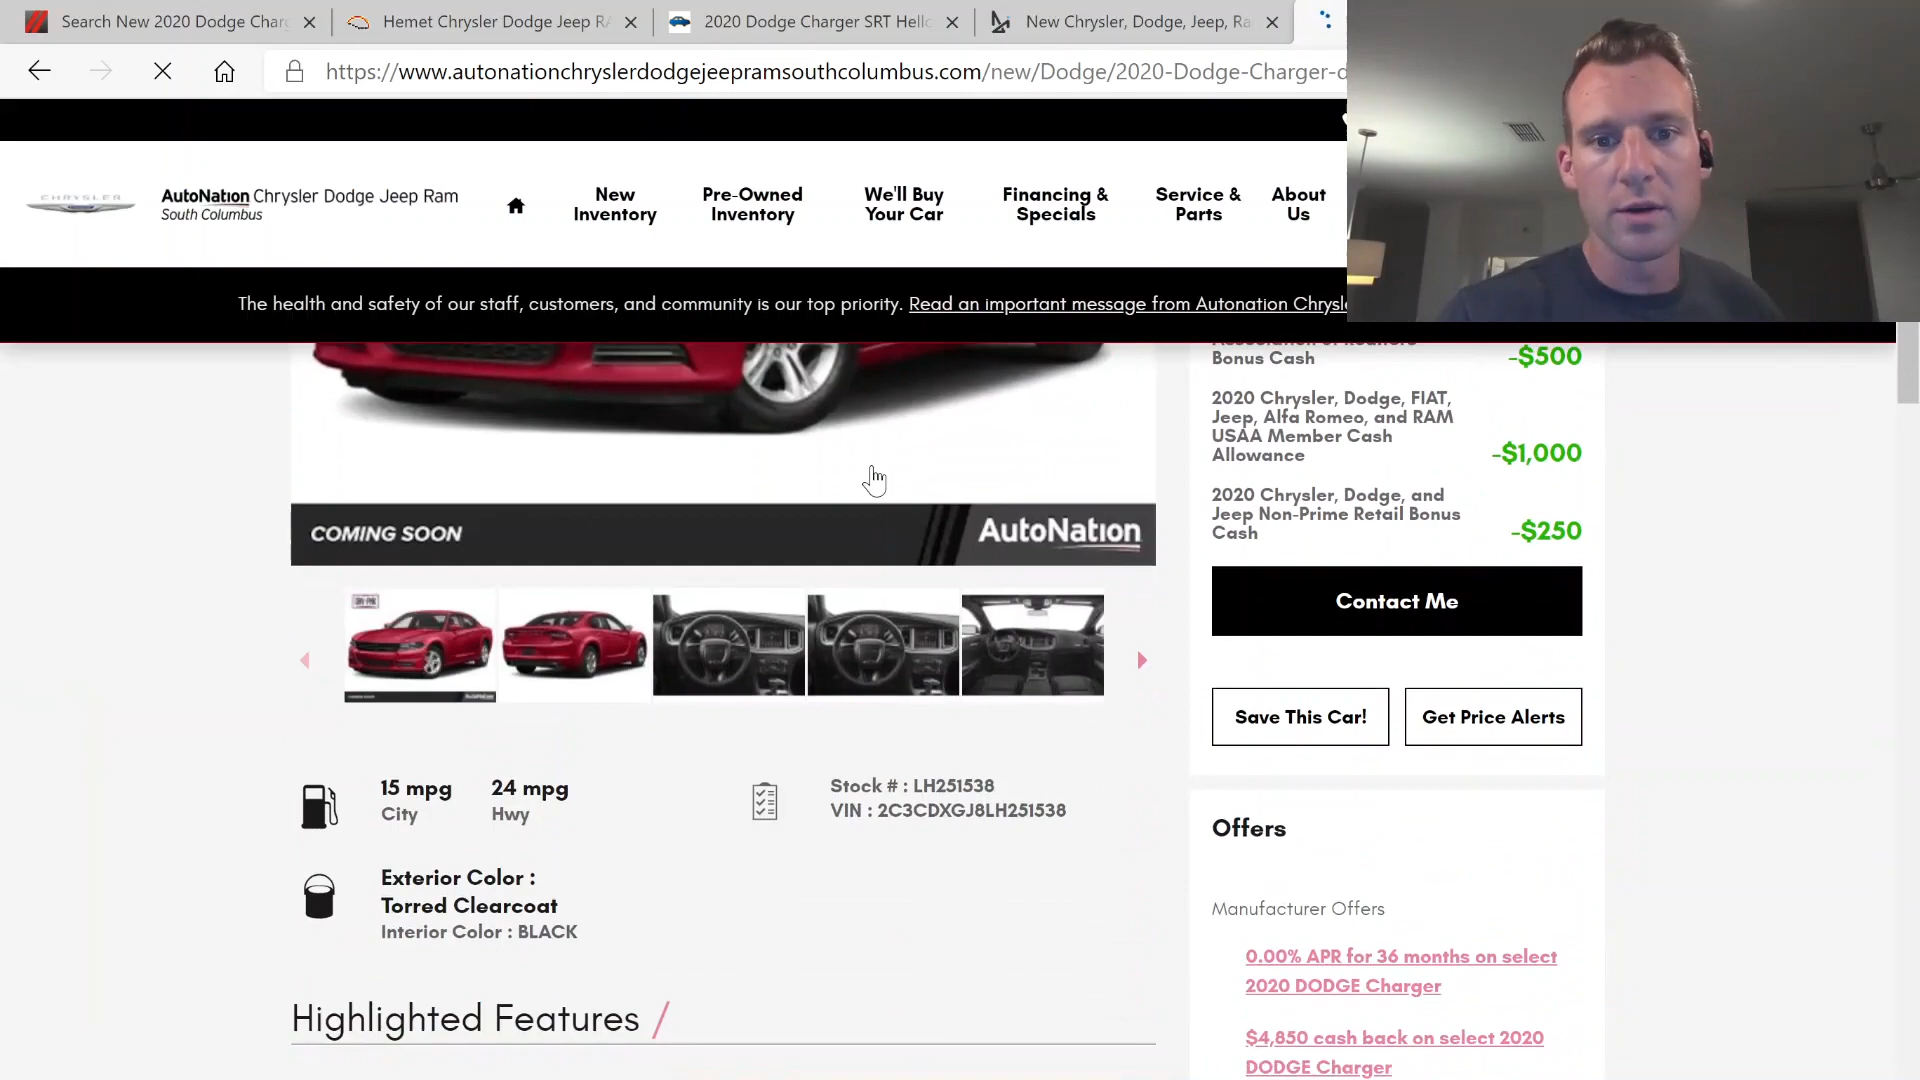 Search New 2020 Dodge Charg
Hemet Chrysler Dodge Jeep RA
2020 Dodge Charger SRT Hellc
New Chrysler, Dodge, Jeep, Ra
https://www.autonationchryslerdodgejeepramsouthcolumbus.com/new/Dodge/2020-Dodge-Charger-d
CHRYSLER
AutoNation Chrysler Dodge Jeep Ram
South Columbus
New
Inventory
Pre-Owned
Inventory
We'll Buy
Your Car
Financing &
Specials
Service &
Parts
About
Us
The health and safety of our staff, customers, and community is our top priority. Read an important message from Autonation Chrysle
Bonus Cash
-$500
2020 Chrysler, Dodge, FIAT,
Jeep, Alfa Romeo, and RAM
USAA Member Cash
Allowance
-$1,000
2020 Chrysler, Dodge, and
Jeep Non-Prime Retail Bonus
Cash
-$250
COMING SOON
AutoNation
Contact Me
Save This Car!
Get Price Alerts
15 mpg
City
24 mpg
Hwy
Stock # : LH251538
VIN : 2C3CDXGJ8LH251538
Exterior Color :
Torred Clearcoat
Interior Color : BLACK
Highlighted Features /
Offers
Manufacturer Offers
0.00% APR for 36 months on select
2020 DODGE Charger
$4,850 cash back on select 2020
DODGE Charger